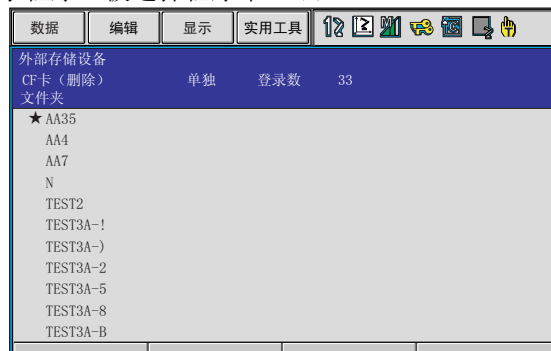 数据 编辑 显示 实用工具
外部存储设备
CF卡（删除） 单独 登录数 33
文件夹
★ AA35
AA4
AA7
N
TEST2
TEST3A-!
TEST3A-)
TEST3A-2
TEST3A-5
TEST3A-8
TEST3A-B